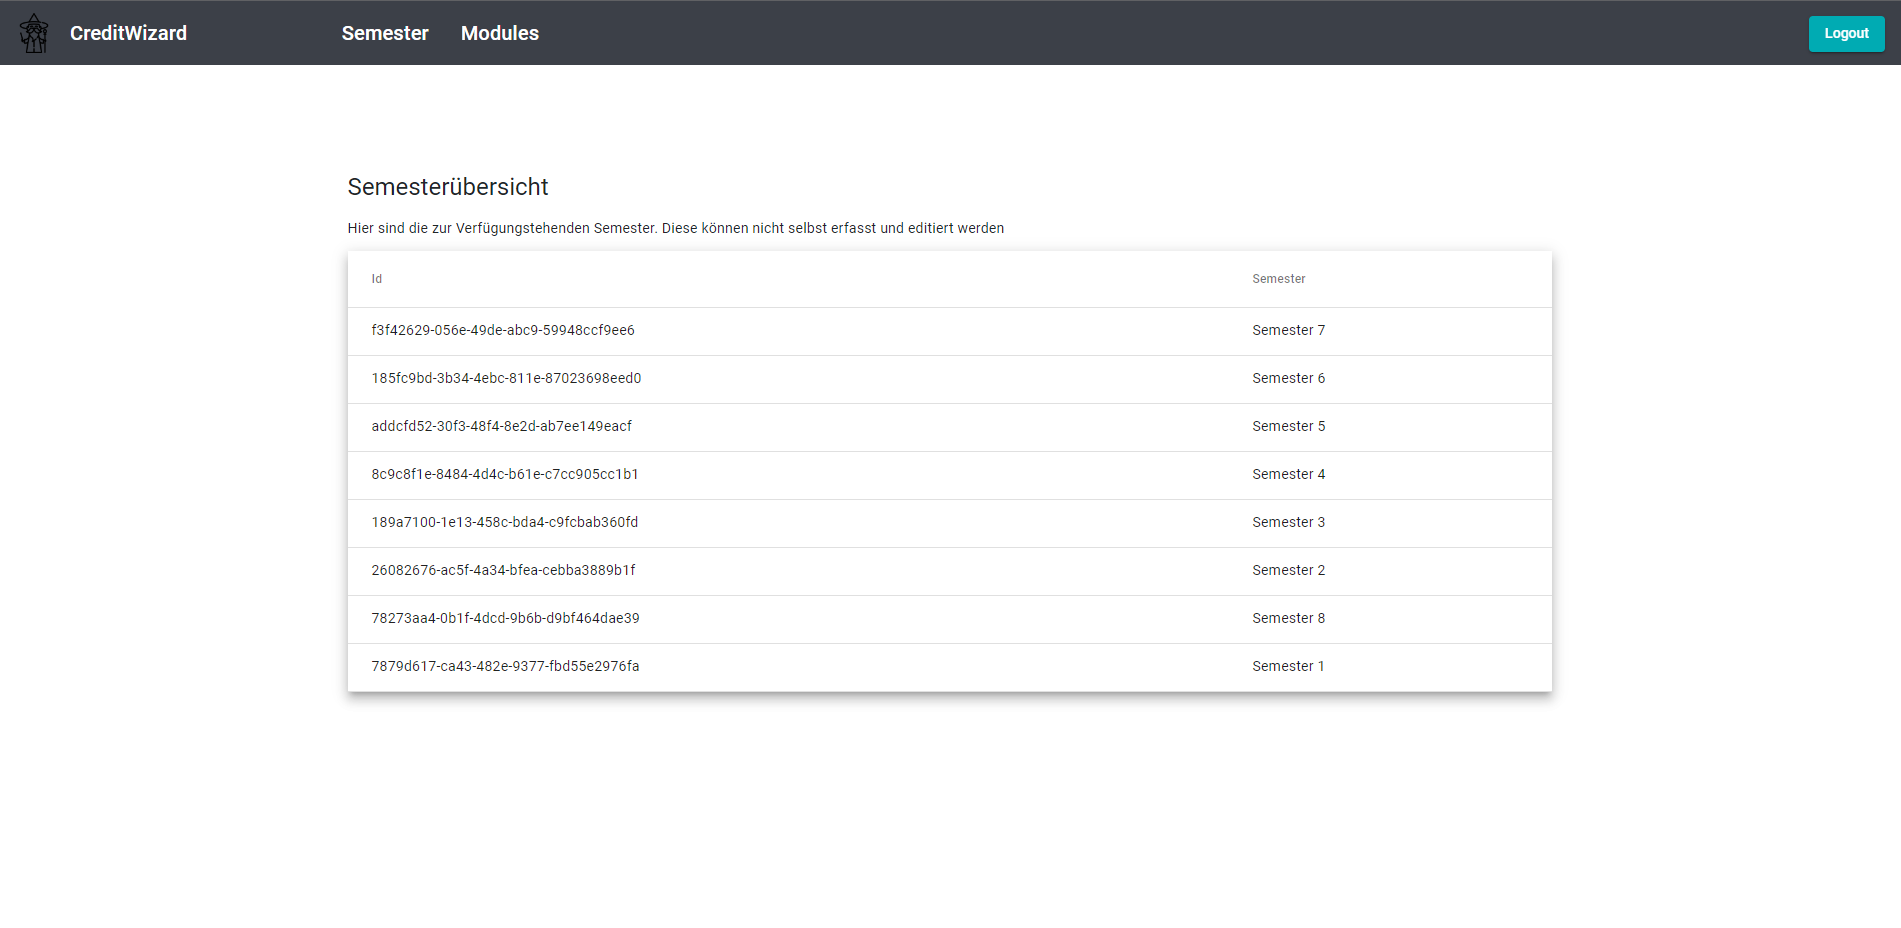 CreditWizard Semester Modules Logout
Semesterübersicht
Hier sind die zur Verfügungstehenden Semester. Diese können nicht selbst erfasst und editiert werden
Id Semester
f3f42629-056e-49de-abc9-59948ccf9ee6 Semester 7
185fc9bd-3b34-4ebc-811e-87023698eed0 Semester 6
addcfd52-30f3-48f4-8e2d-ab7ee149eacf Semester 5
8c9c8f1e-8484-4d4c-b61e-c7cc905cc1b1 Semester 4
189a7100-1e13-458c-bda4-c9fcbab360fd Semester 3
26082676-ac5f-4a34-bfea-cebba3889b1f Semester 2
78273aa4-0b1f-4dcd-9b6b-d9bf464dae39 Semester 8
7879d617-ca43-482e-9377-fbd55e2976fa Semester 1